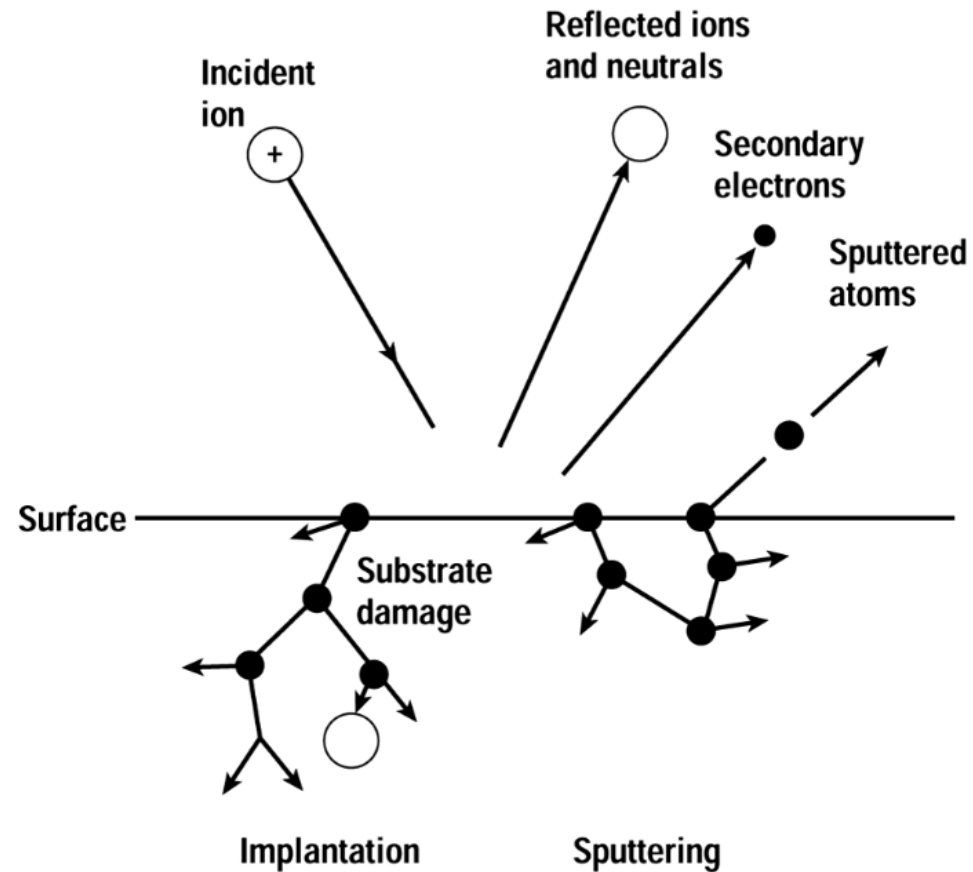 Reflected ions
and neutrals
Incident
ion
+
Secondary
electrons
Sputtered
atoms
Surface
Substrate
damage
Implantation
Sputtering